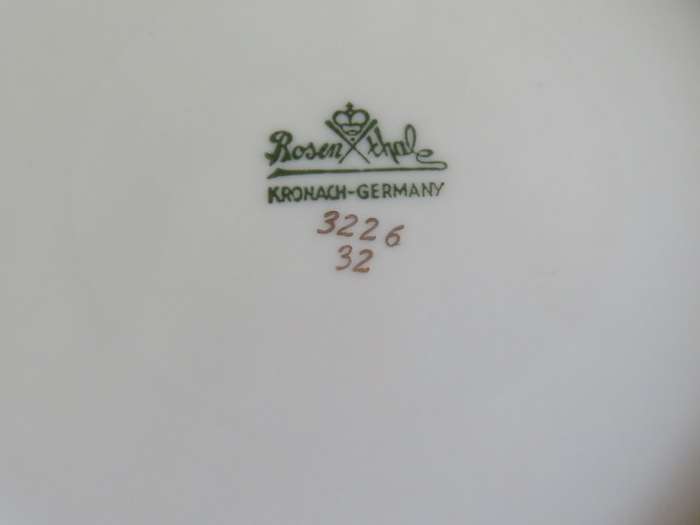 Rosenthal
KRONACH-GERMANY
3226
32